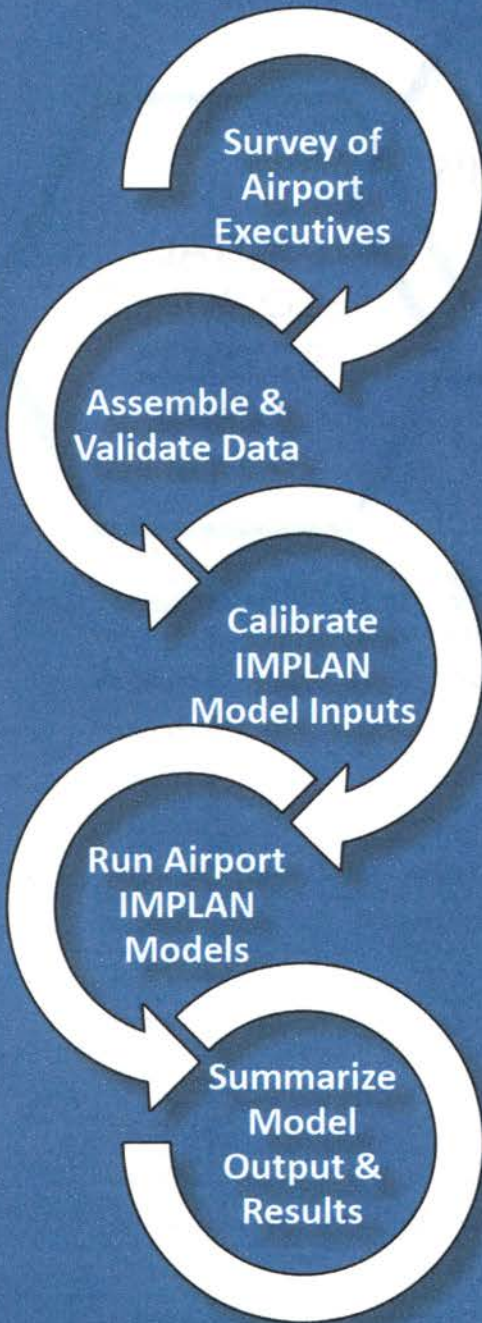 Survey of
Airport
Executives
Assemble &
Validate Data
Calibrate
IMPLAN
Model Inputs
Run Airport
IMPLAN
Models
Summarize
Model
Output &
Results